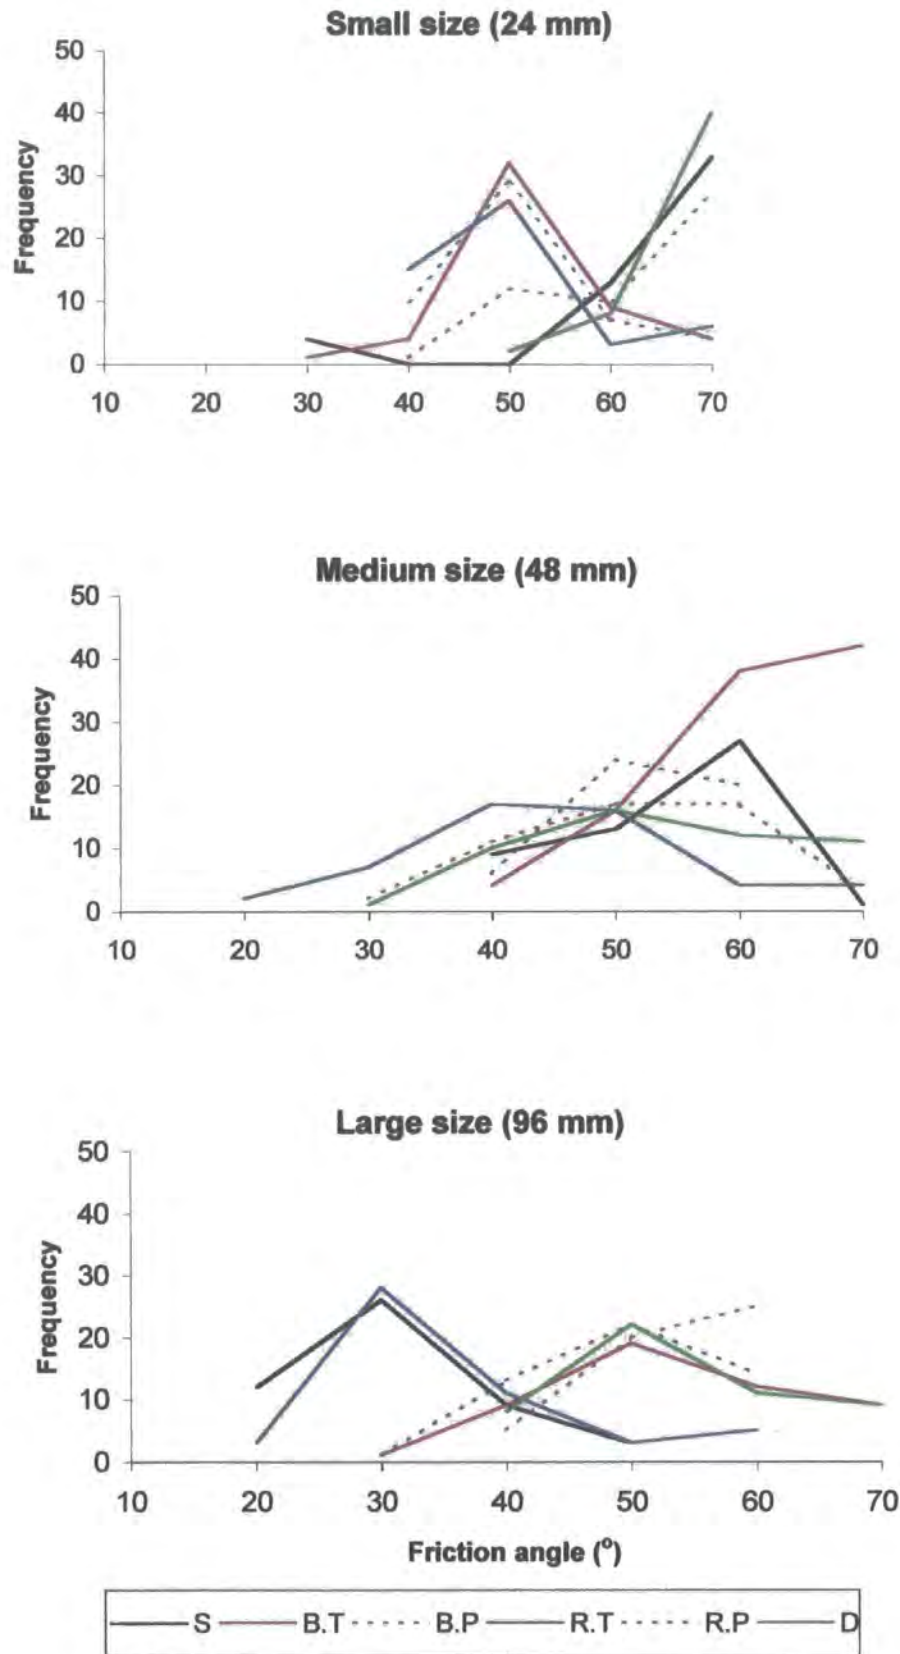 Small size (24 mm)
50
40
30
20
10
0
Frequency
10 20 30 40 50 60 70
Medium size (48 mm)
50
40
30
20
10
0
Frequency
10 20 30 40 50 60 70
Large size (96 mm)
50
40
30
20
10
0
Frequency
10 20 30 40 50 60 70
Friction angle (°)
S B.T B.P R.T R.P D